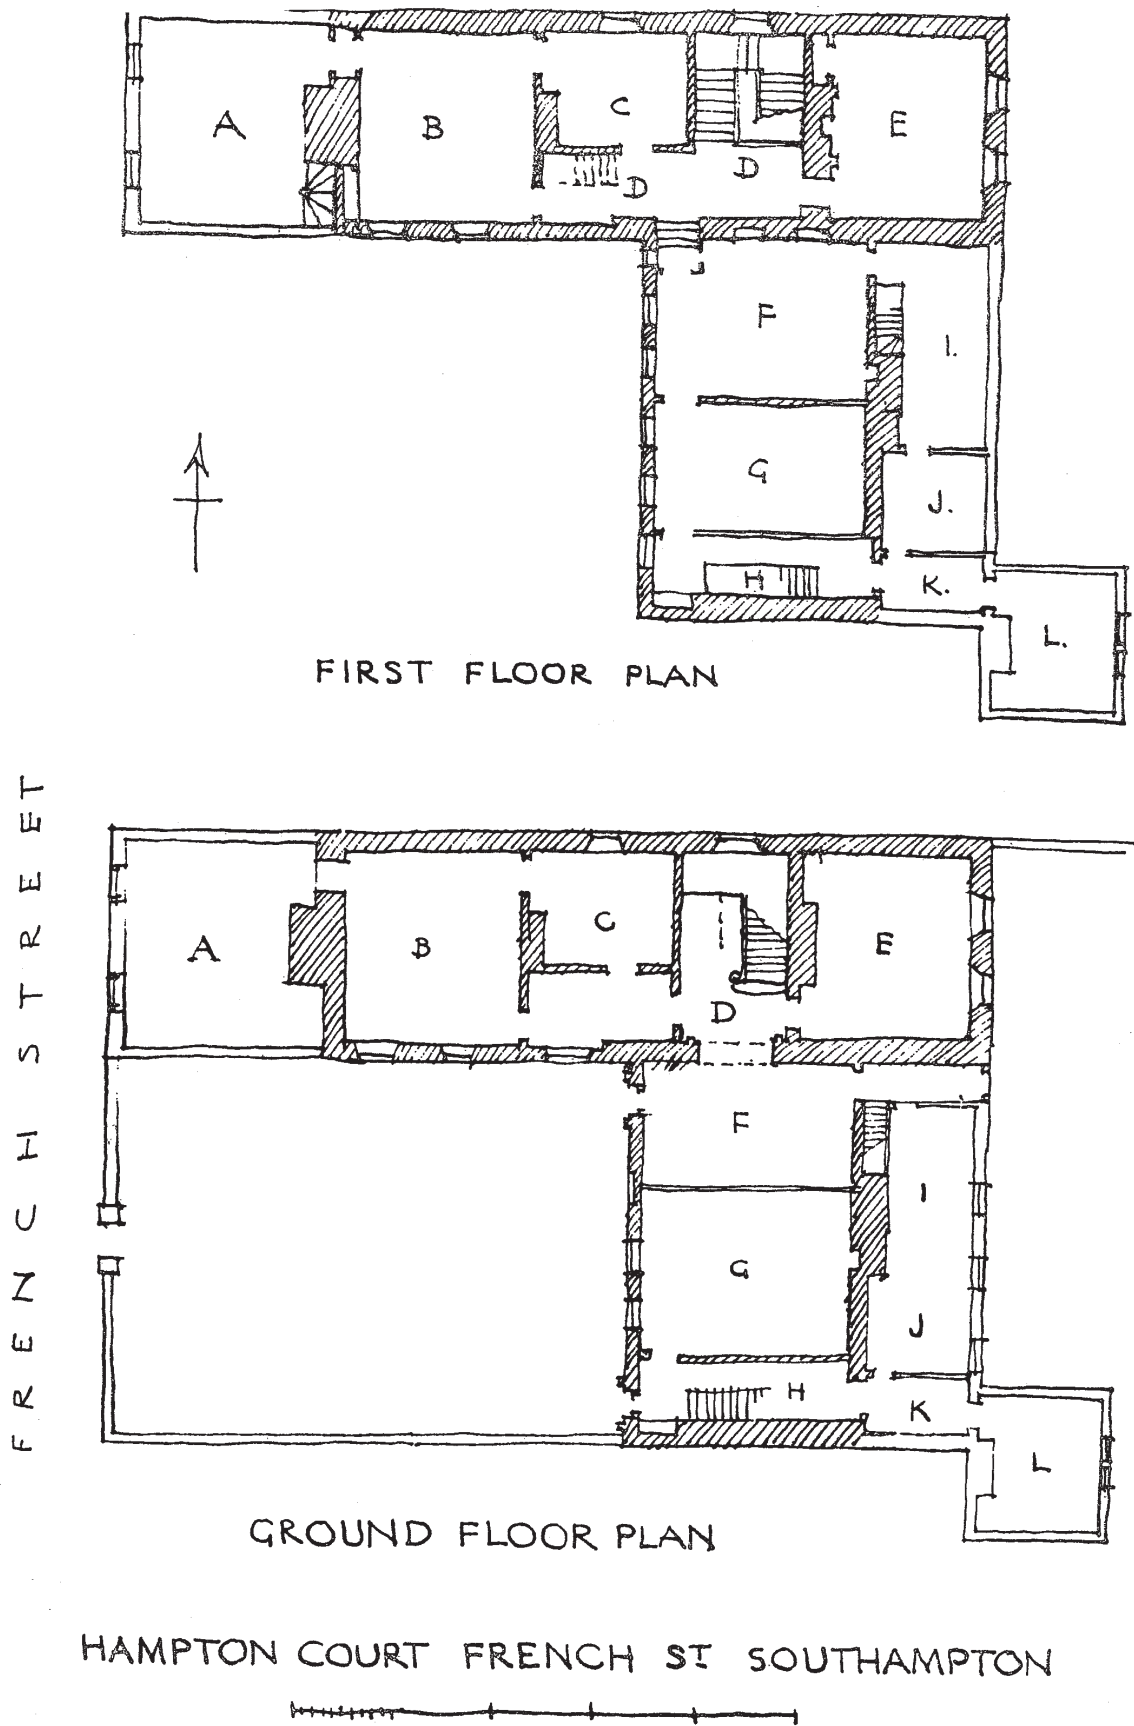 A
B
C
D
D
E
F
I.
G
J.
H
K.
L.
FIRST FLOOR PLAN
FRENCH STREET
A
B
C
D
E
F
I
G
J
H
K
L
GROUND FLOOR PLAN
HAMPTON COURT FRENCH ST SOUTHAMPTON